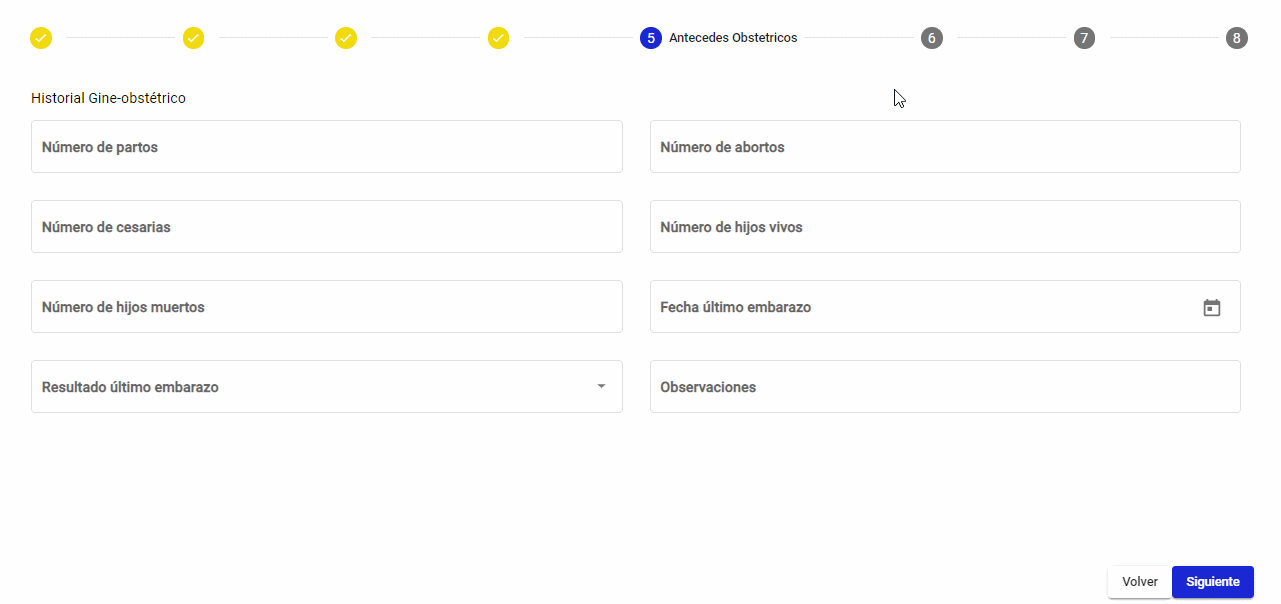 5 Antecedes Obstetricos 6 7 8
Historial Gine-obstétrico
Número de partos
Número de abortos
Número de cesarias
Número de hijos vivos
Número de hijos muertos
Fecha último embarazo
Resultado último embarazo
Observaciones
Volver Siguiente